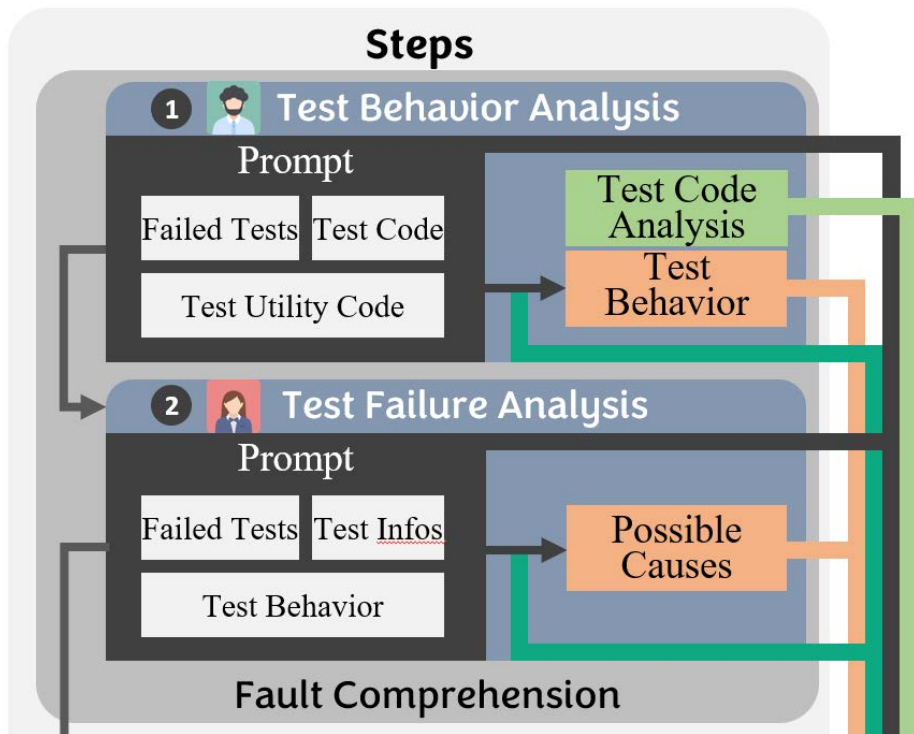 Steps
1 Test Behavior Analysis
Prompt
Failed Tests Test Code
Test Utility Code
Test Code
Analysis
Test
Behavior
2 Test Failure Analysis
Prompt
Failed Tests Test Infos
Test Behavior
Possible
Causes
Fault Comprehension